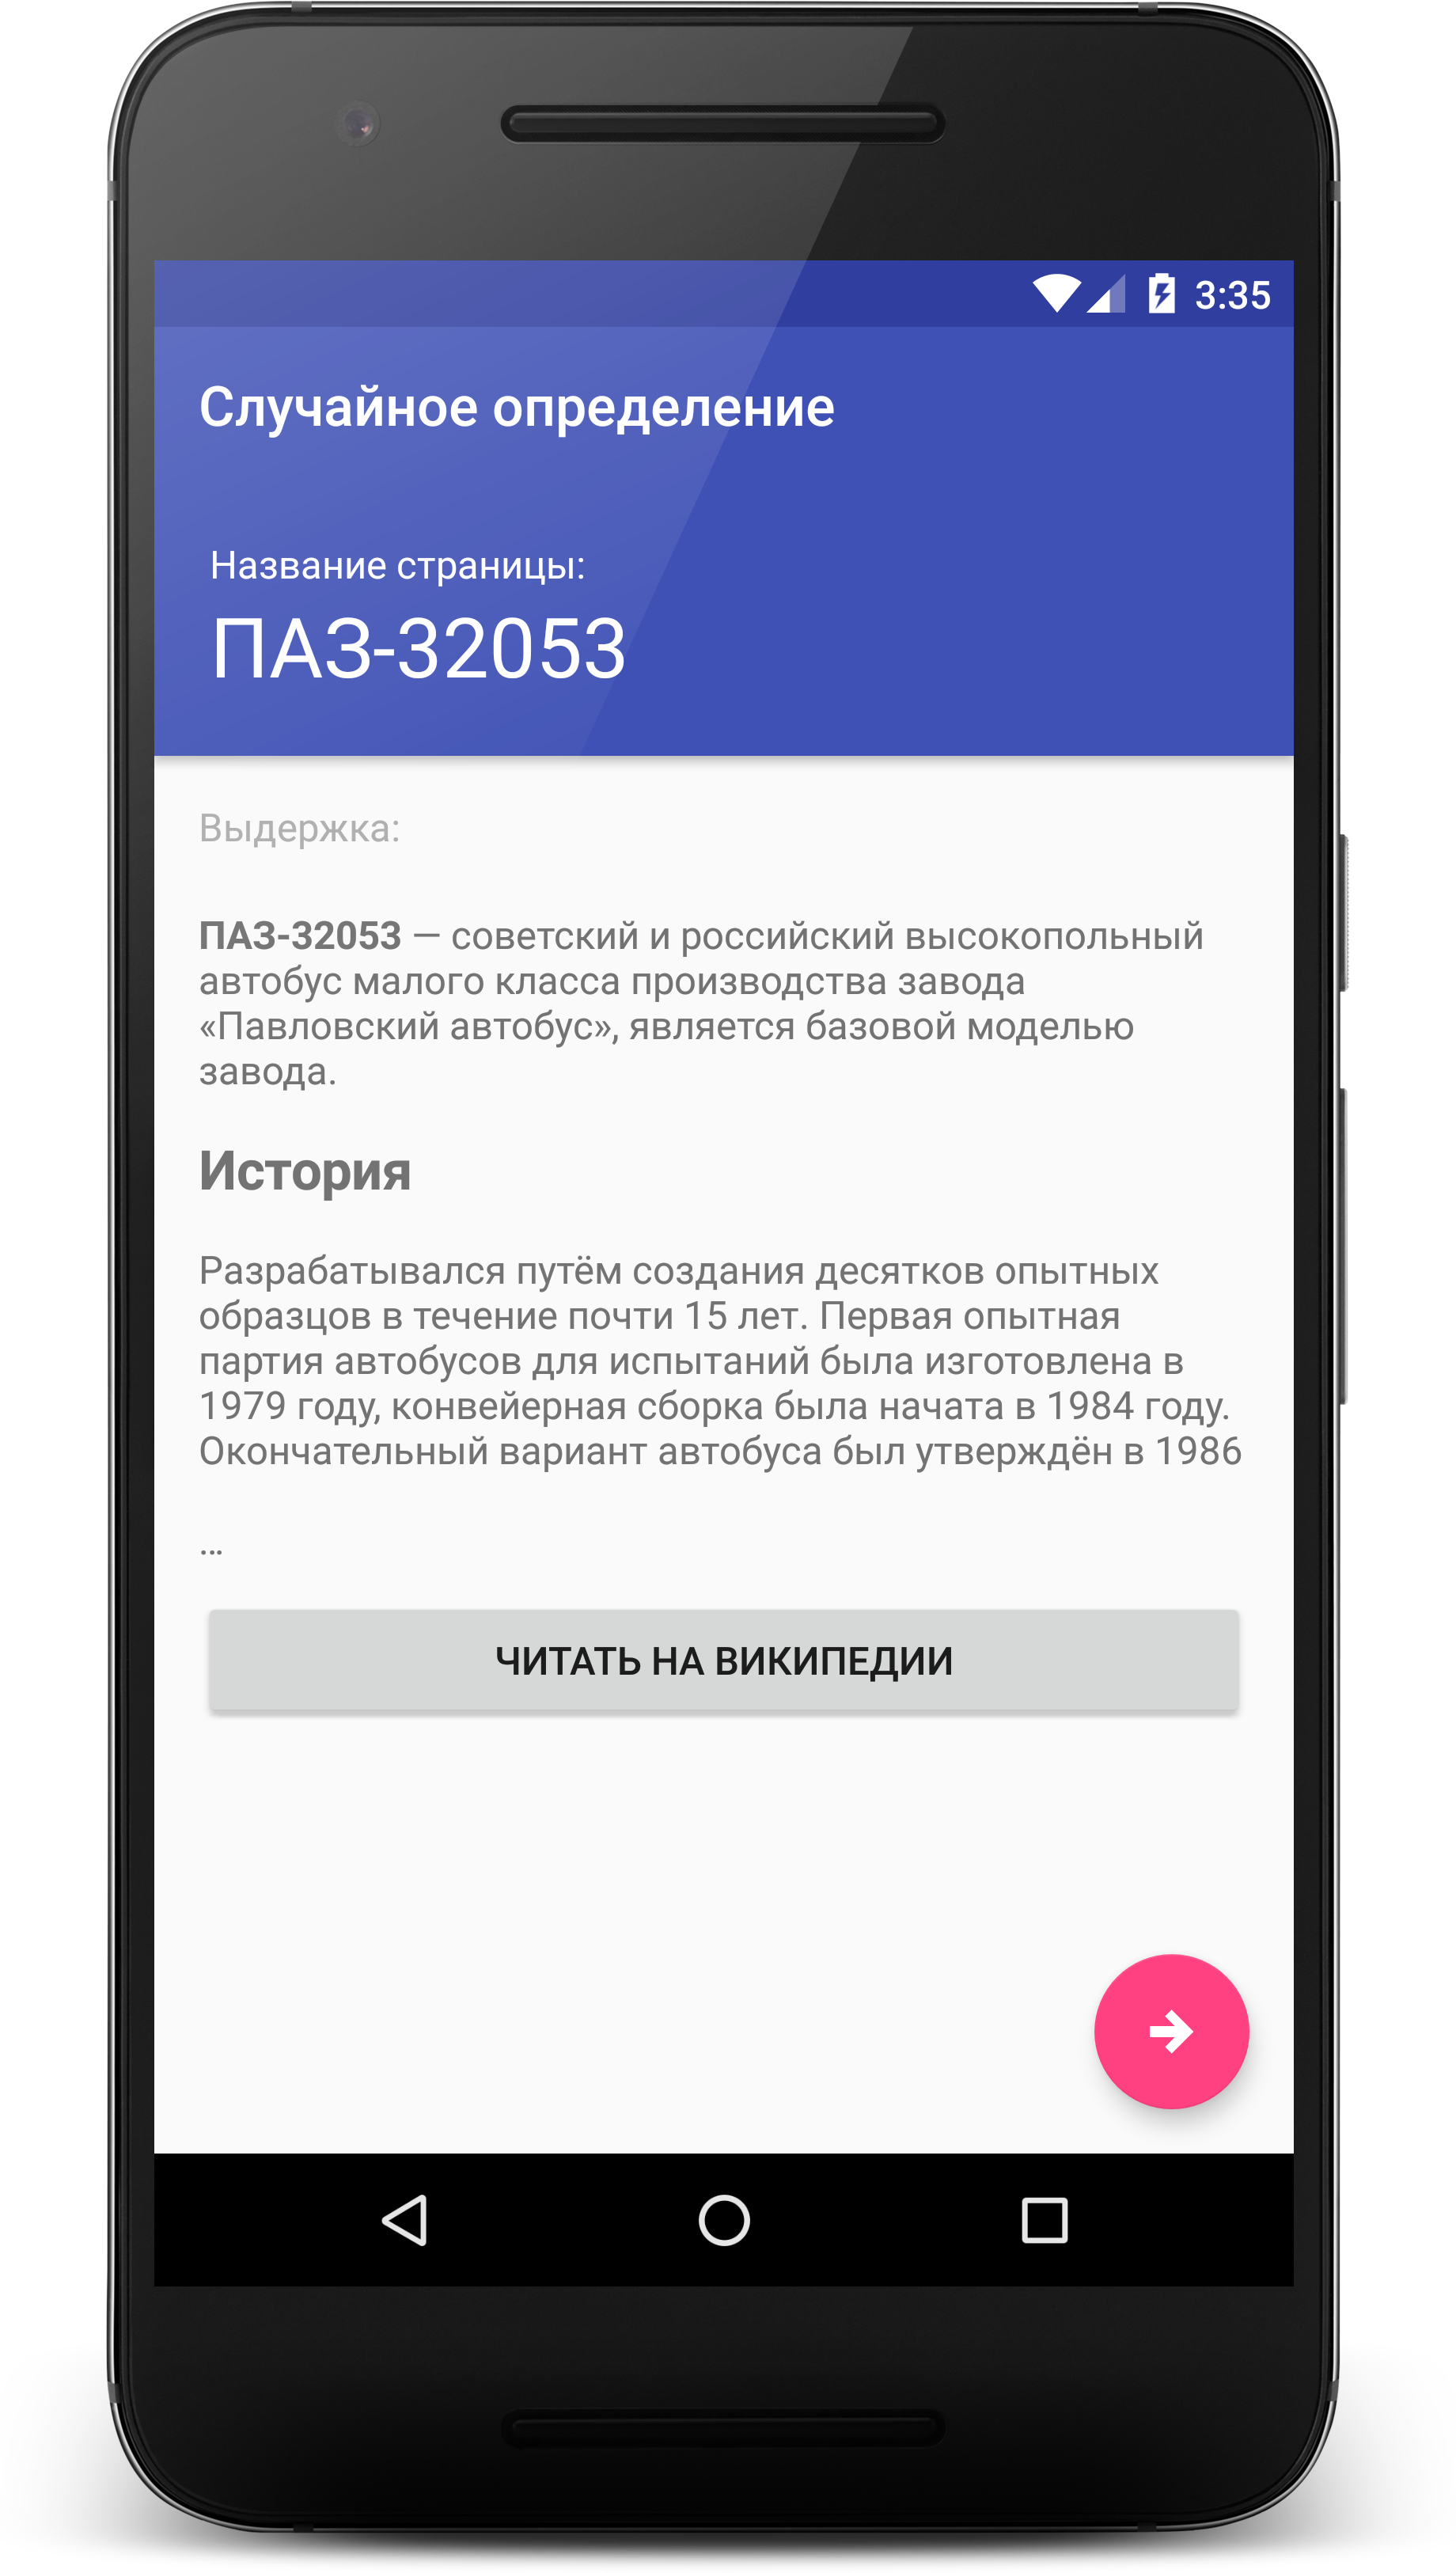 3:35
Случайное определение
Название страницы:
ПАЗ-32053
Выдержка:
ПАЗ-32053 — советский и российский высокопольный
автобус малого класса производства завода
«Павловский автобус», является базовой моделью
завода.
История
Разрабатывался путём создания десятков опытных
образцов в течение почти 15 лет. Первая опытная
партия автобусов для испытаний была изготовлена в
1979 году, конвейерная сборка была начата в 1984 году.
Окончательный вариант автобуса был утверждён в 1986
...
ЧИТАТЬ НА ВИКИПЕДИИ